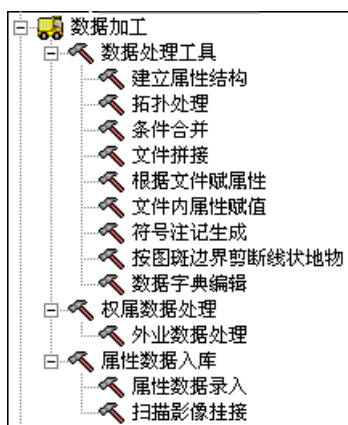 数据加工
数据处理工具
建立属性结构
拓扑处理
条件合并
文件拼接
根据文件赋属性
文件内属性赋值
符号注记生成
按图斑边界剪断线状地物
数据字典编辑
权属数据处理
外业数据处理
属性数据入库
属性数据录入
扫描影像挂接